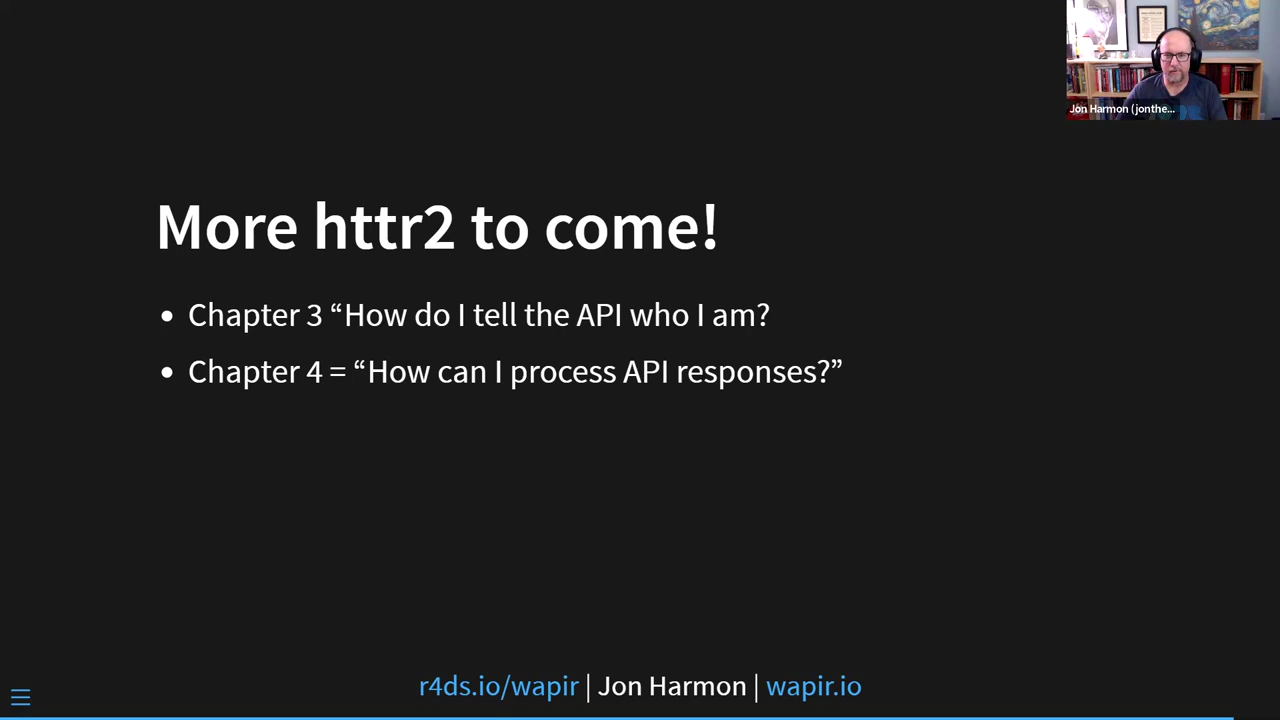 Jon Harmon (jonthe...
More httr2 to come!
• Chapter 3 “How do I tell the API who I am?
• Chapter 4 = “How can I process API responses?”
r4ds.io/wapir | Jon Harmon | wapir.io